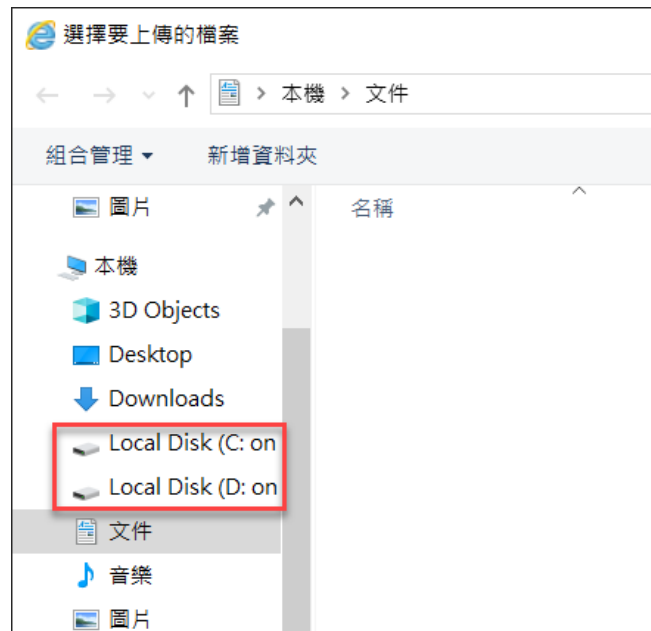 選擇要上傳的檔案
本機 > 文件
組合管理 新增資料夾
圖片 名稱
本機
3D Objects
Desktop
Downloads
Local Disk (C: on
Local Disk (D: on
文件
音樂
圖片